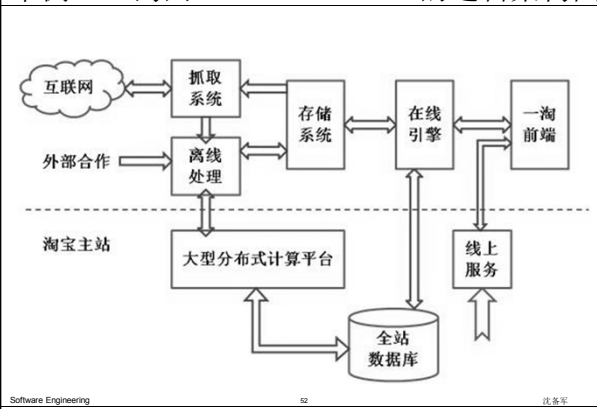 互联网
抓取
系统
存储
系统
在线
引擎
一淘
前端
外部合作
离线
处理
淘宝主站
大型分布式计算平台
线上
服务
全站
数据库
Software Engineering
52
沈备军